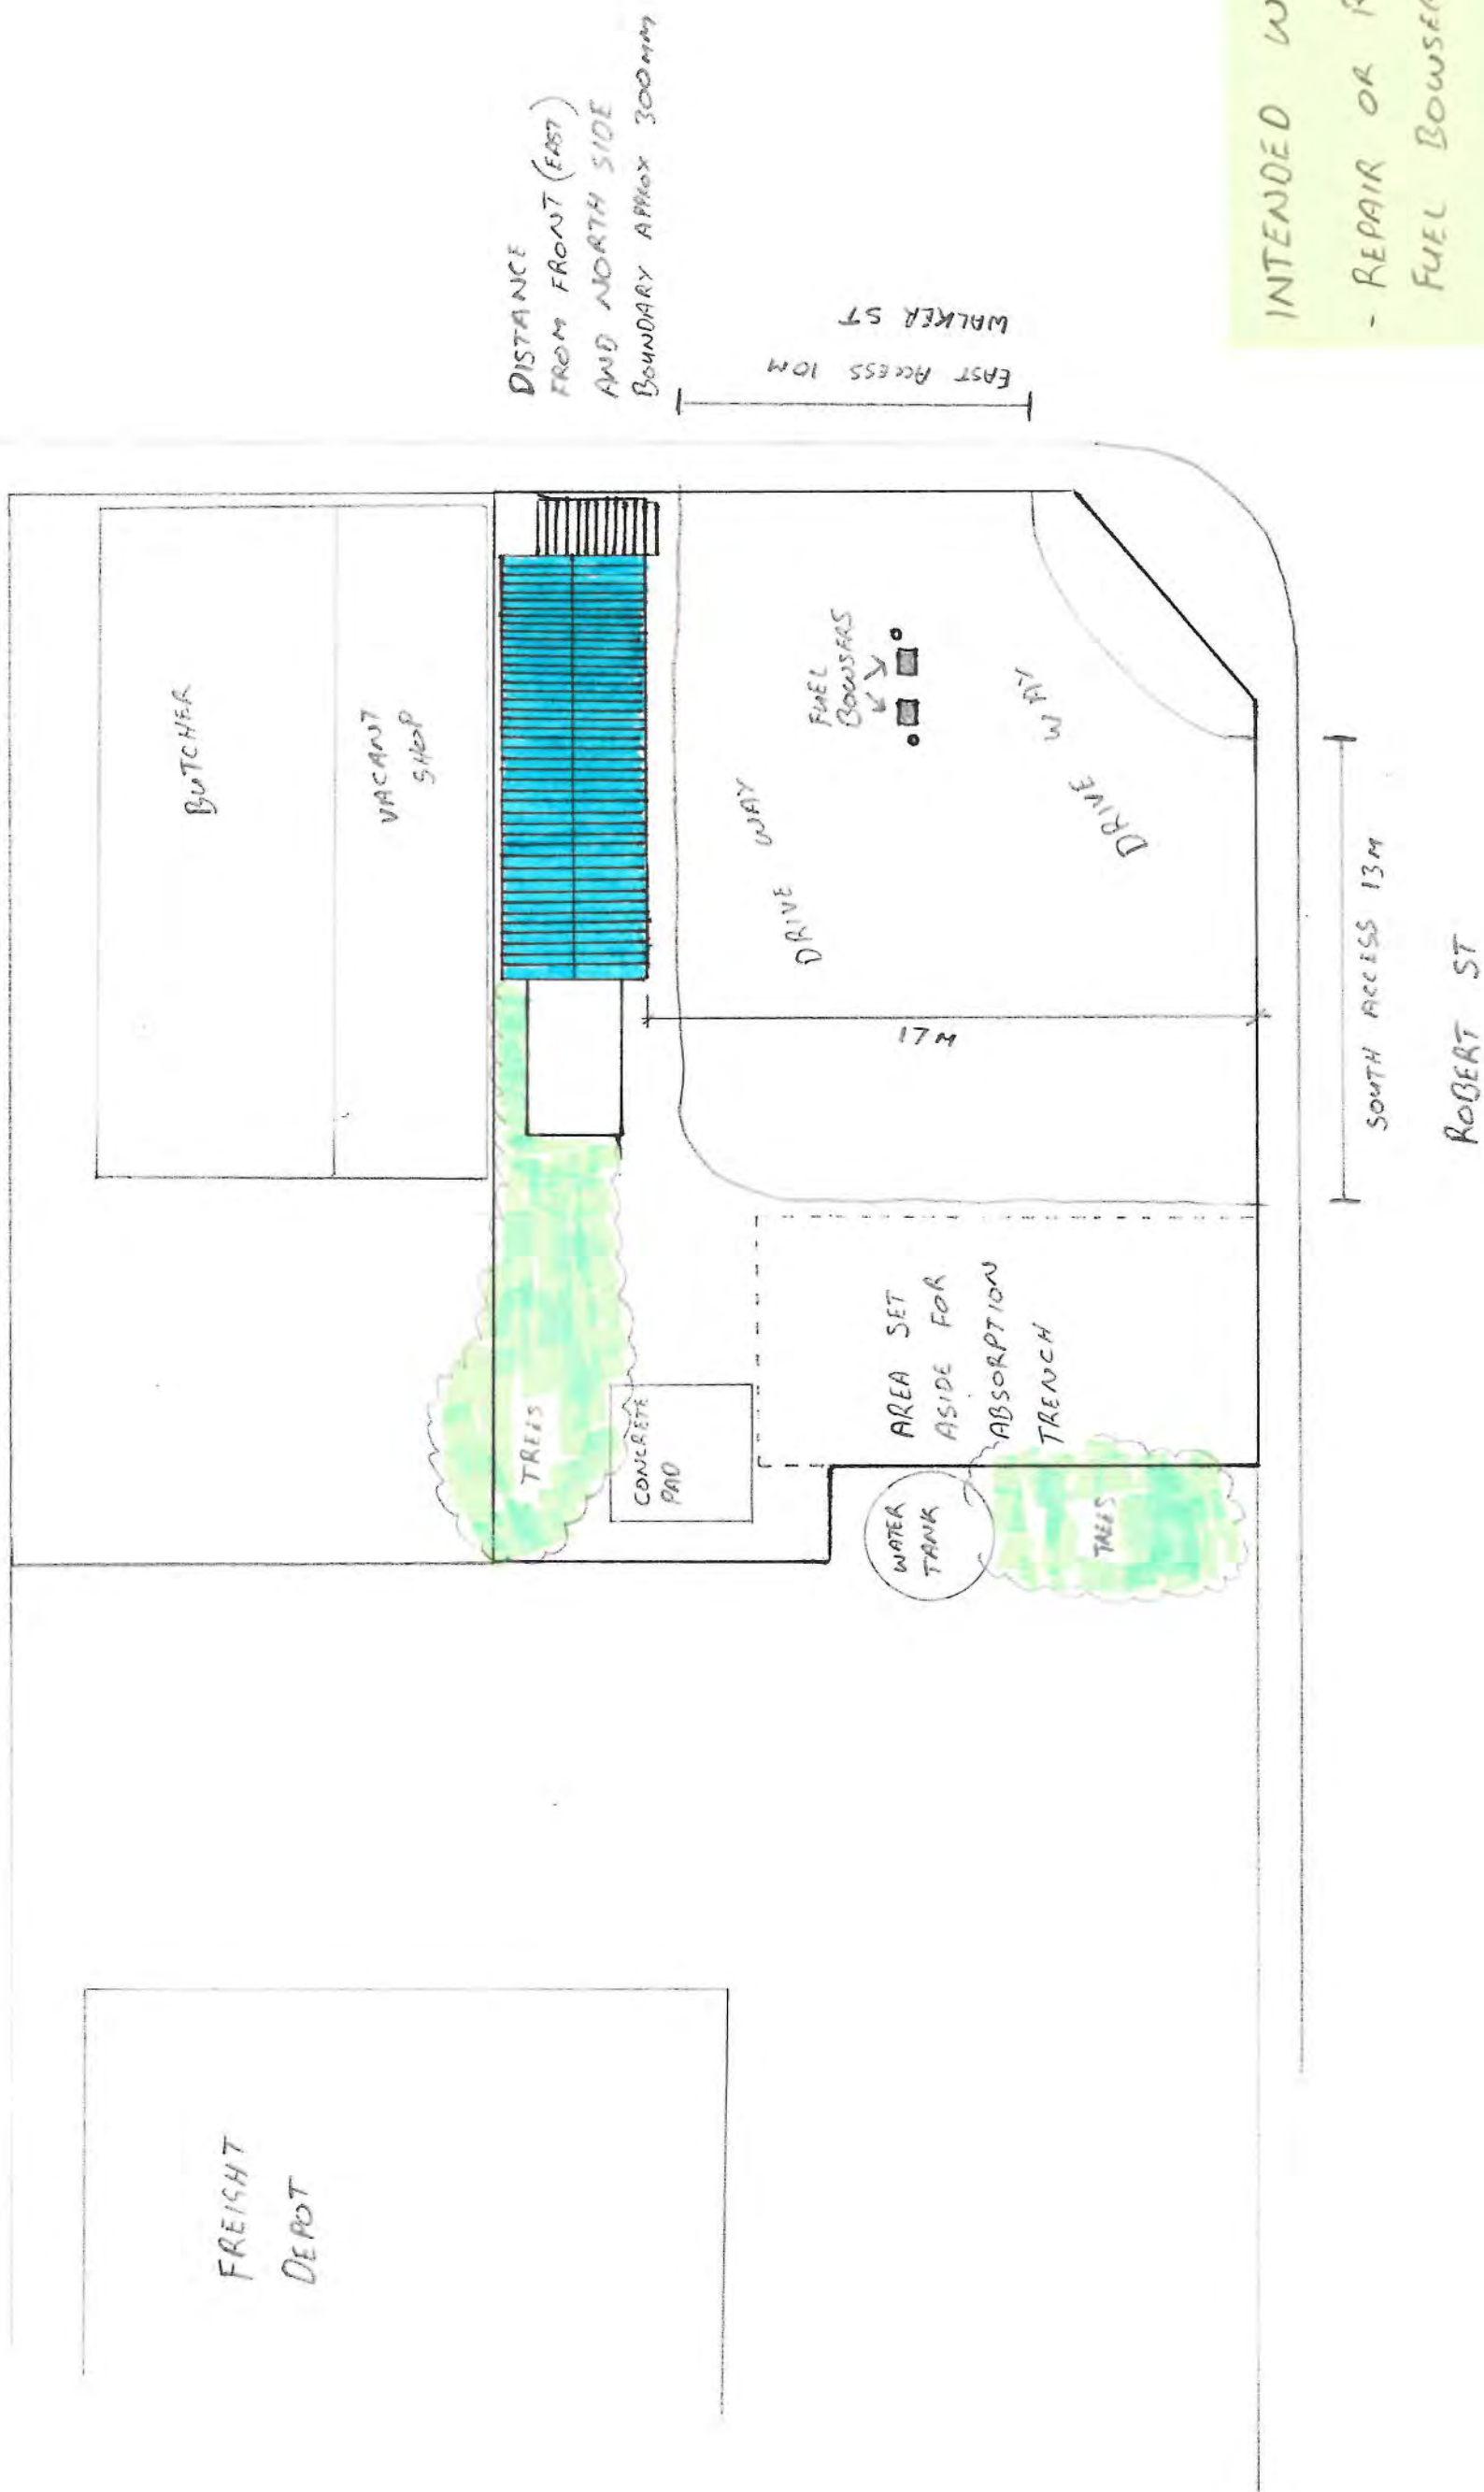 FREIGHT
DEPOT
BUTCHER
VACANT
SHOP
DISTANCE
FROM FRONT (EAST)
AND NORTH SIDE
BOUNDARY APPROX 300MM
TREES
CONCRETE
PAD
WATER
TANK
TREES
AREA SET
ASIDE FOR
ABSORPTION
TRENCH
17M
DRIVE WAY
FUEL
BOWSERS
DRIVE WAY
EAST ACCESS 10M
WALKER ST
SOUTH ACCESS 13M
ROBERT ST
INTENDED W
- REPAIR OR R
FUEL BOWSER